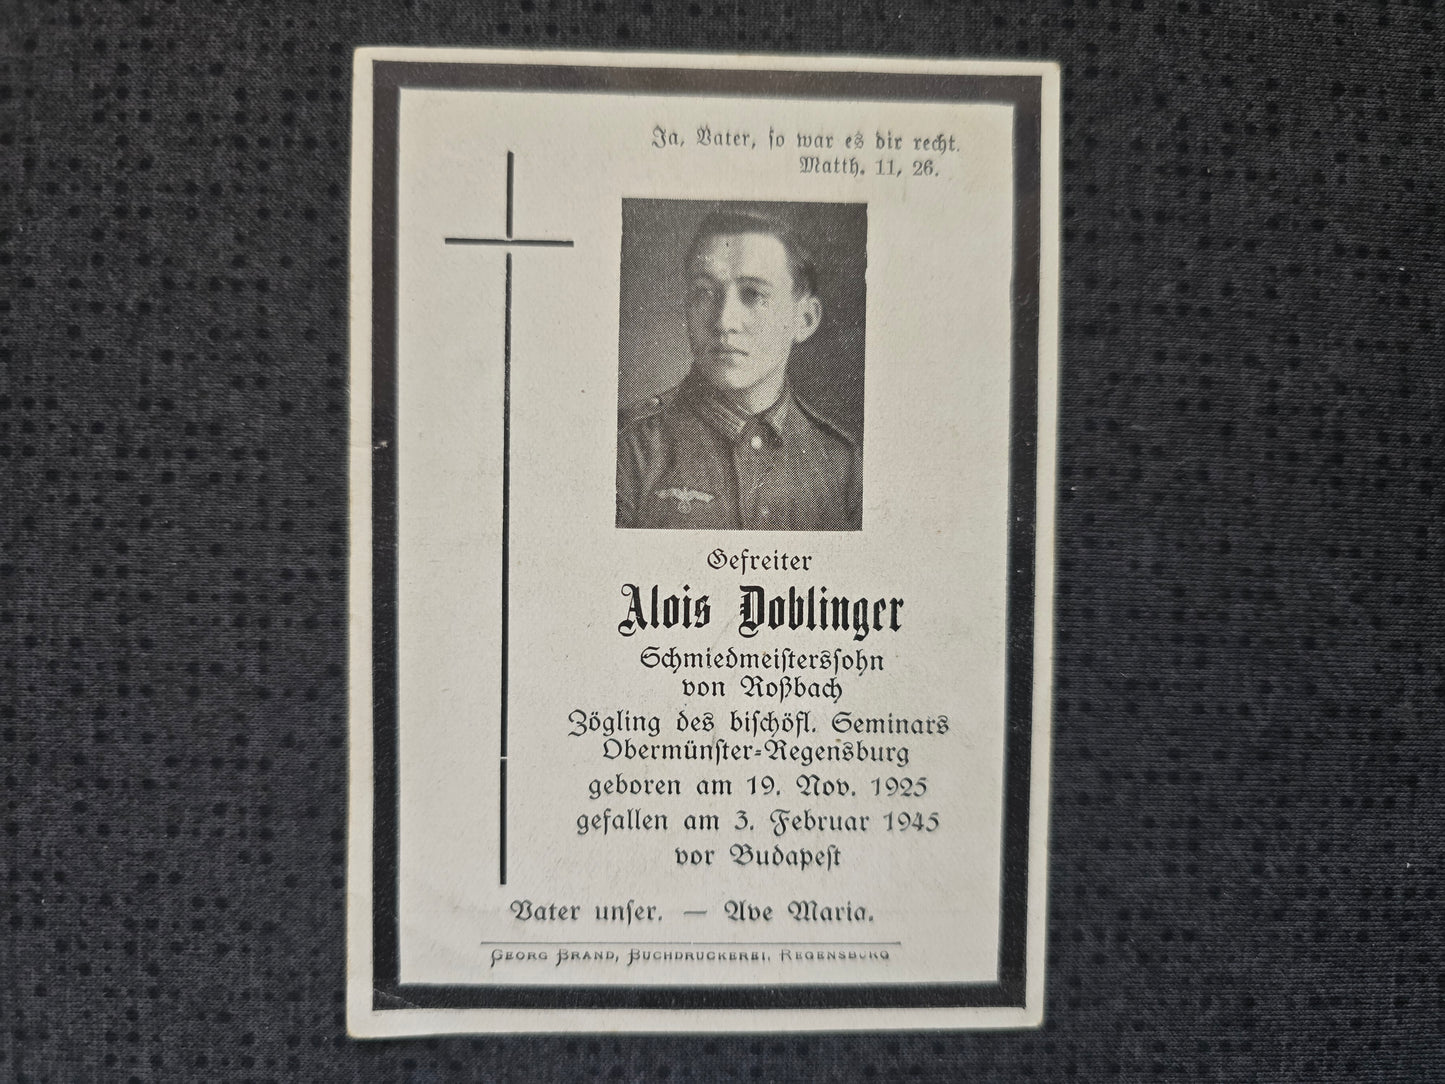 Ja, Vater, so war es dir recht.
Matth. 11, 26.
Gefreiter
Alois Doblinger
Schmiedmeisterssohn
von Roßbach
Zögling des bischöfl. Seminars
Obermünster-Regensburg
geboren am 19. Nov. 1925
gefallen am 3. Februar 1945
vor Budapest
Vater unser. — Ave Maria.
Georg Brand, Buchdruckerei, Regensburg